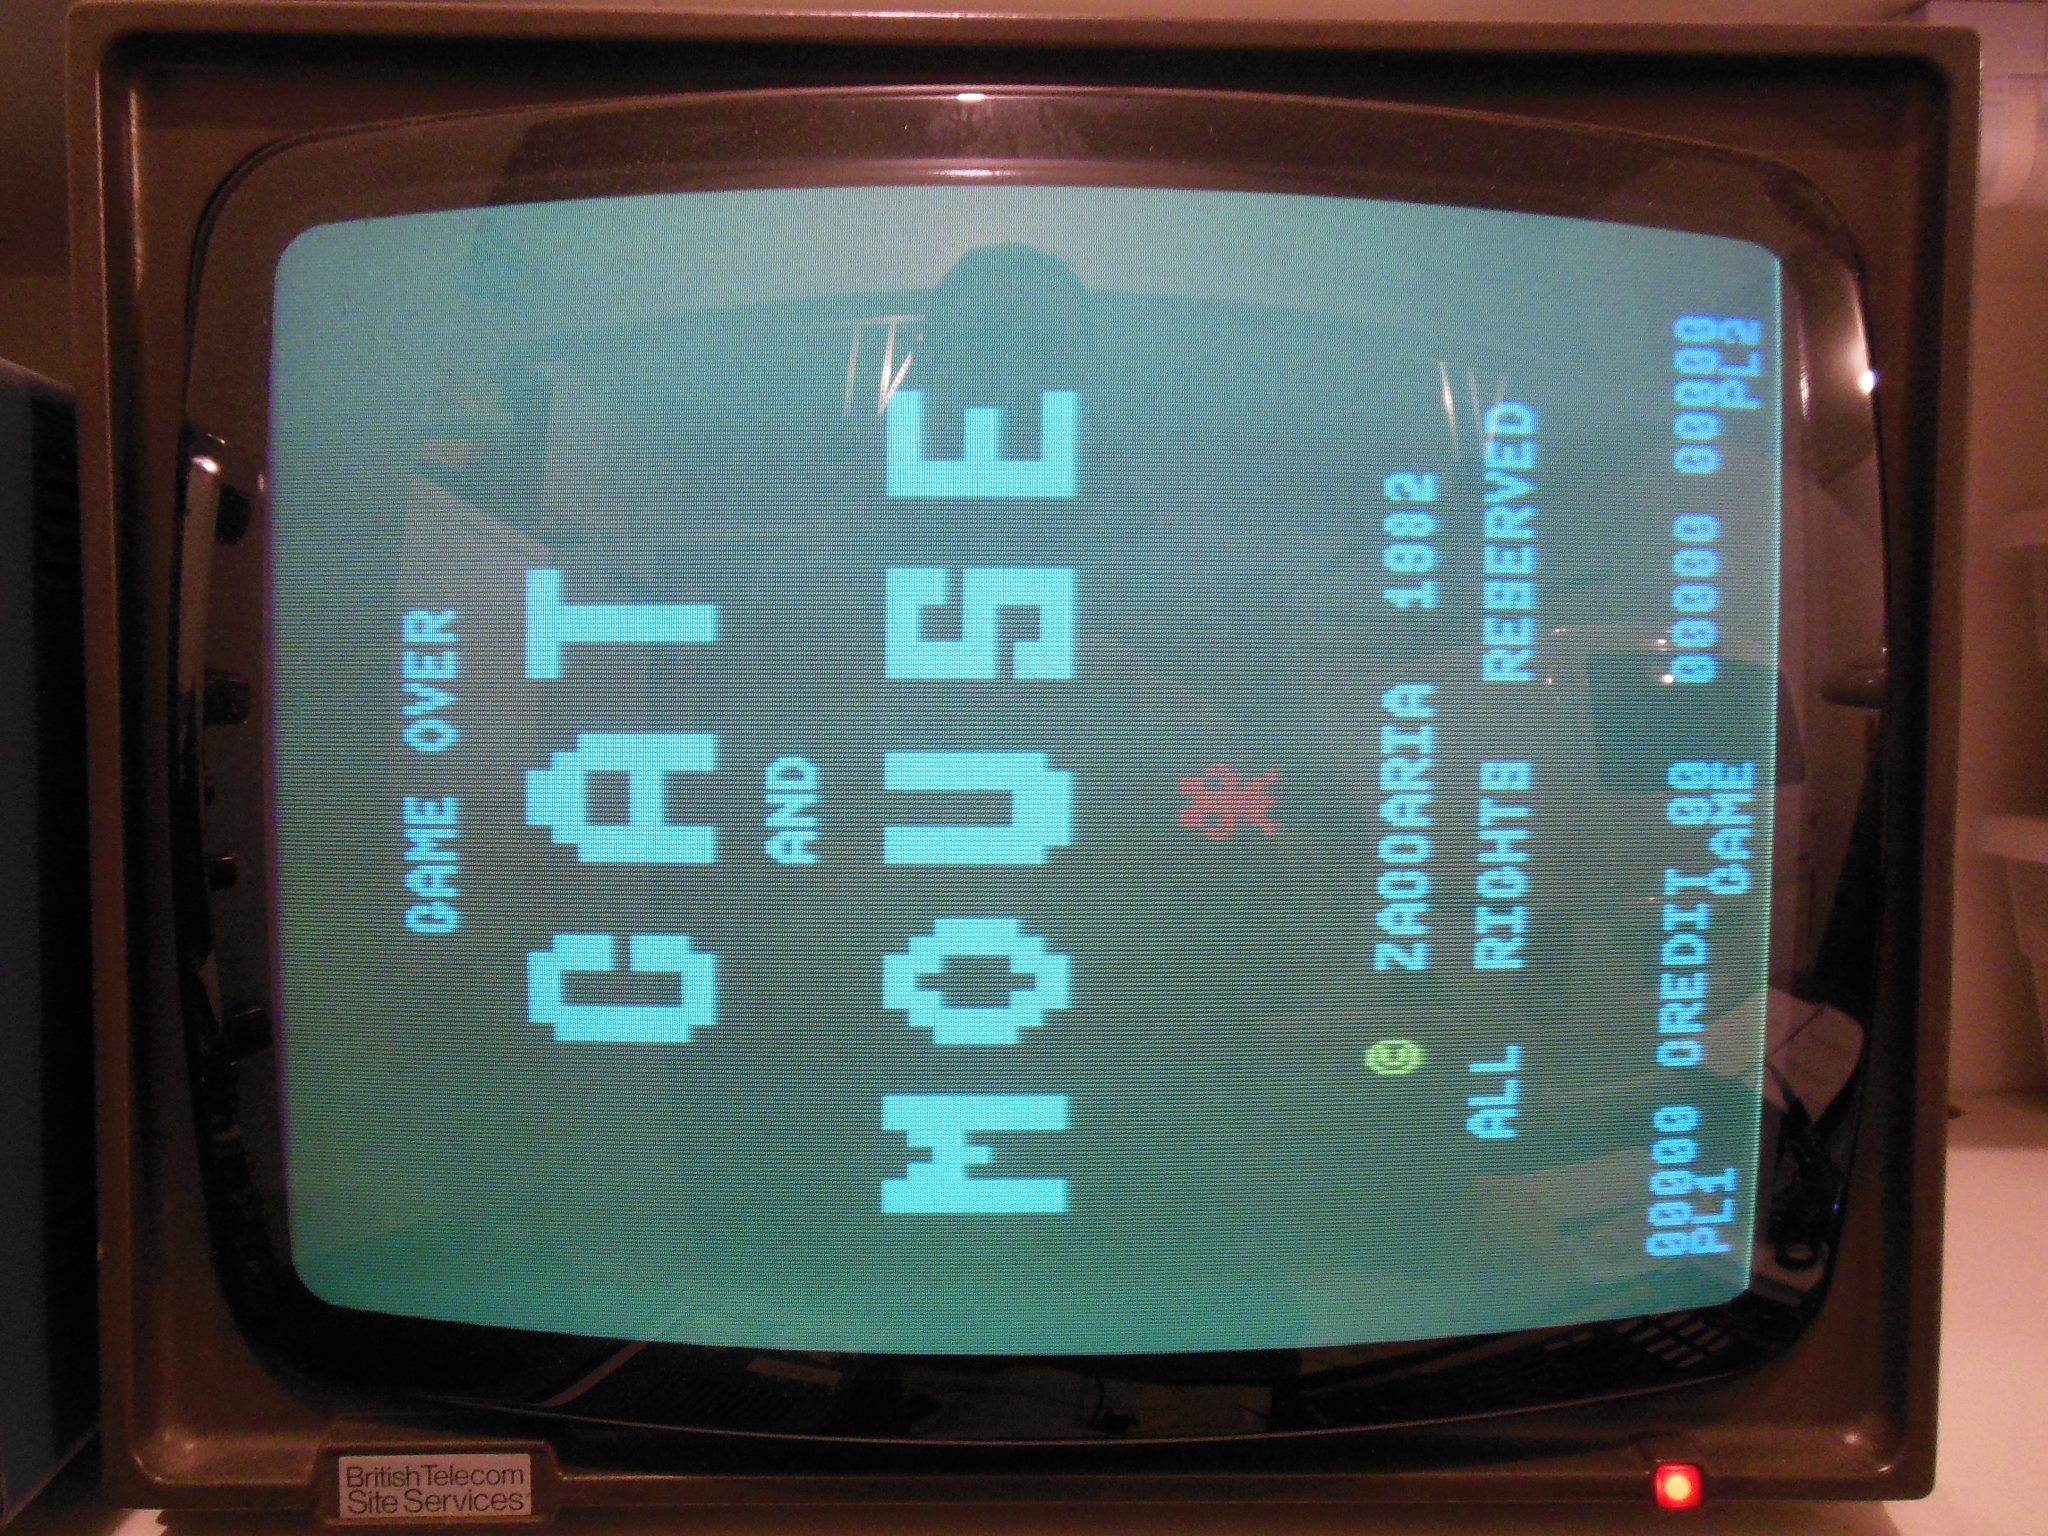 GAME OVER
CAT
AND
MOUSE
© ZACCARIA 1982
ALL RIGHTS RESERVED
00000 CREDIT 00 00000 00000
PL1 GAME PL2
British Telecom
Site Services